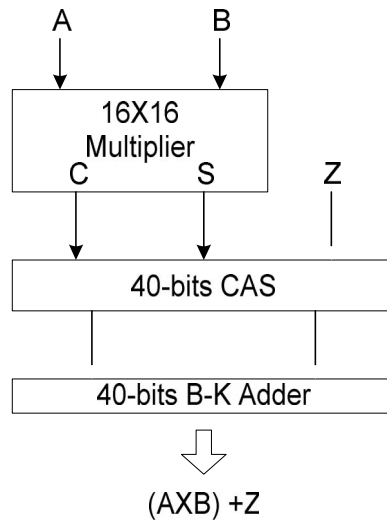 A B
16X16
Multiplier
C S Z
40-bits CAS
40-bits B-K Adder
(AXB) +Z